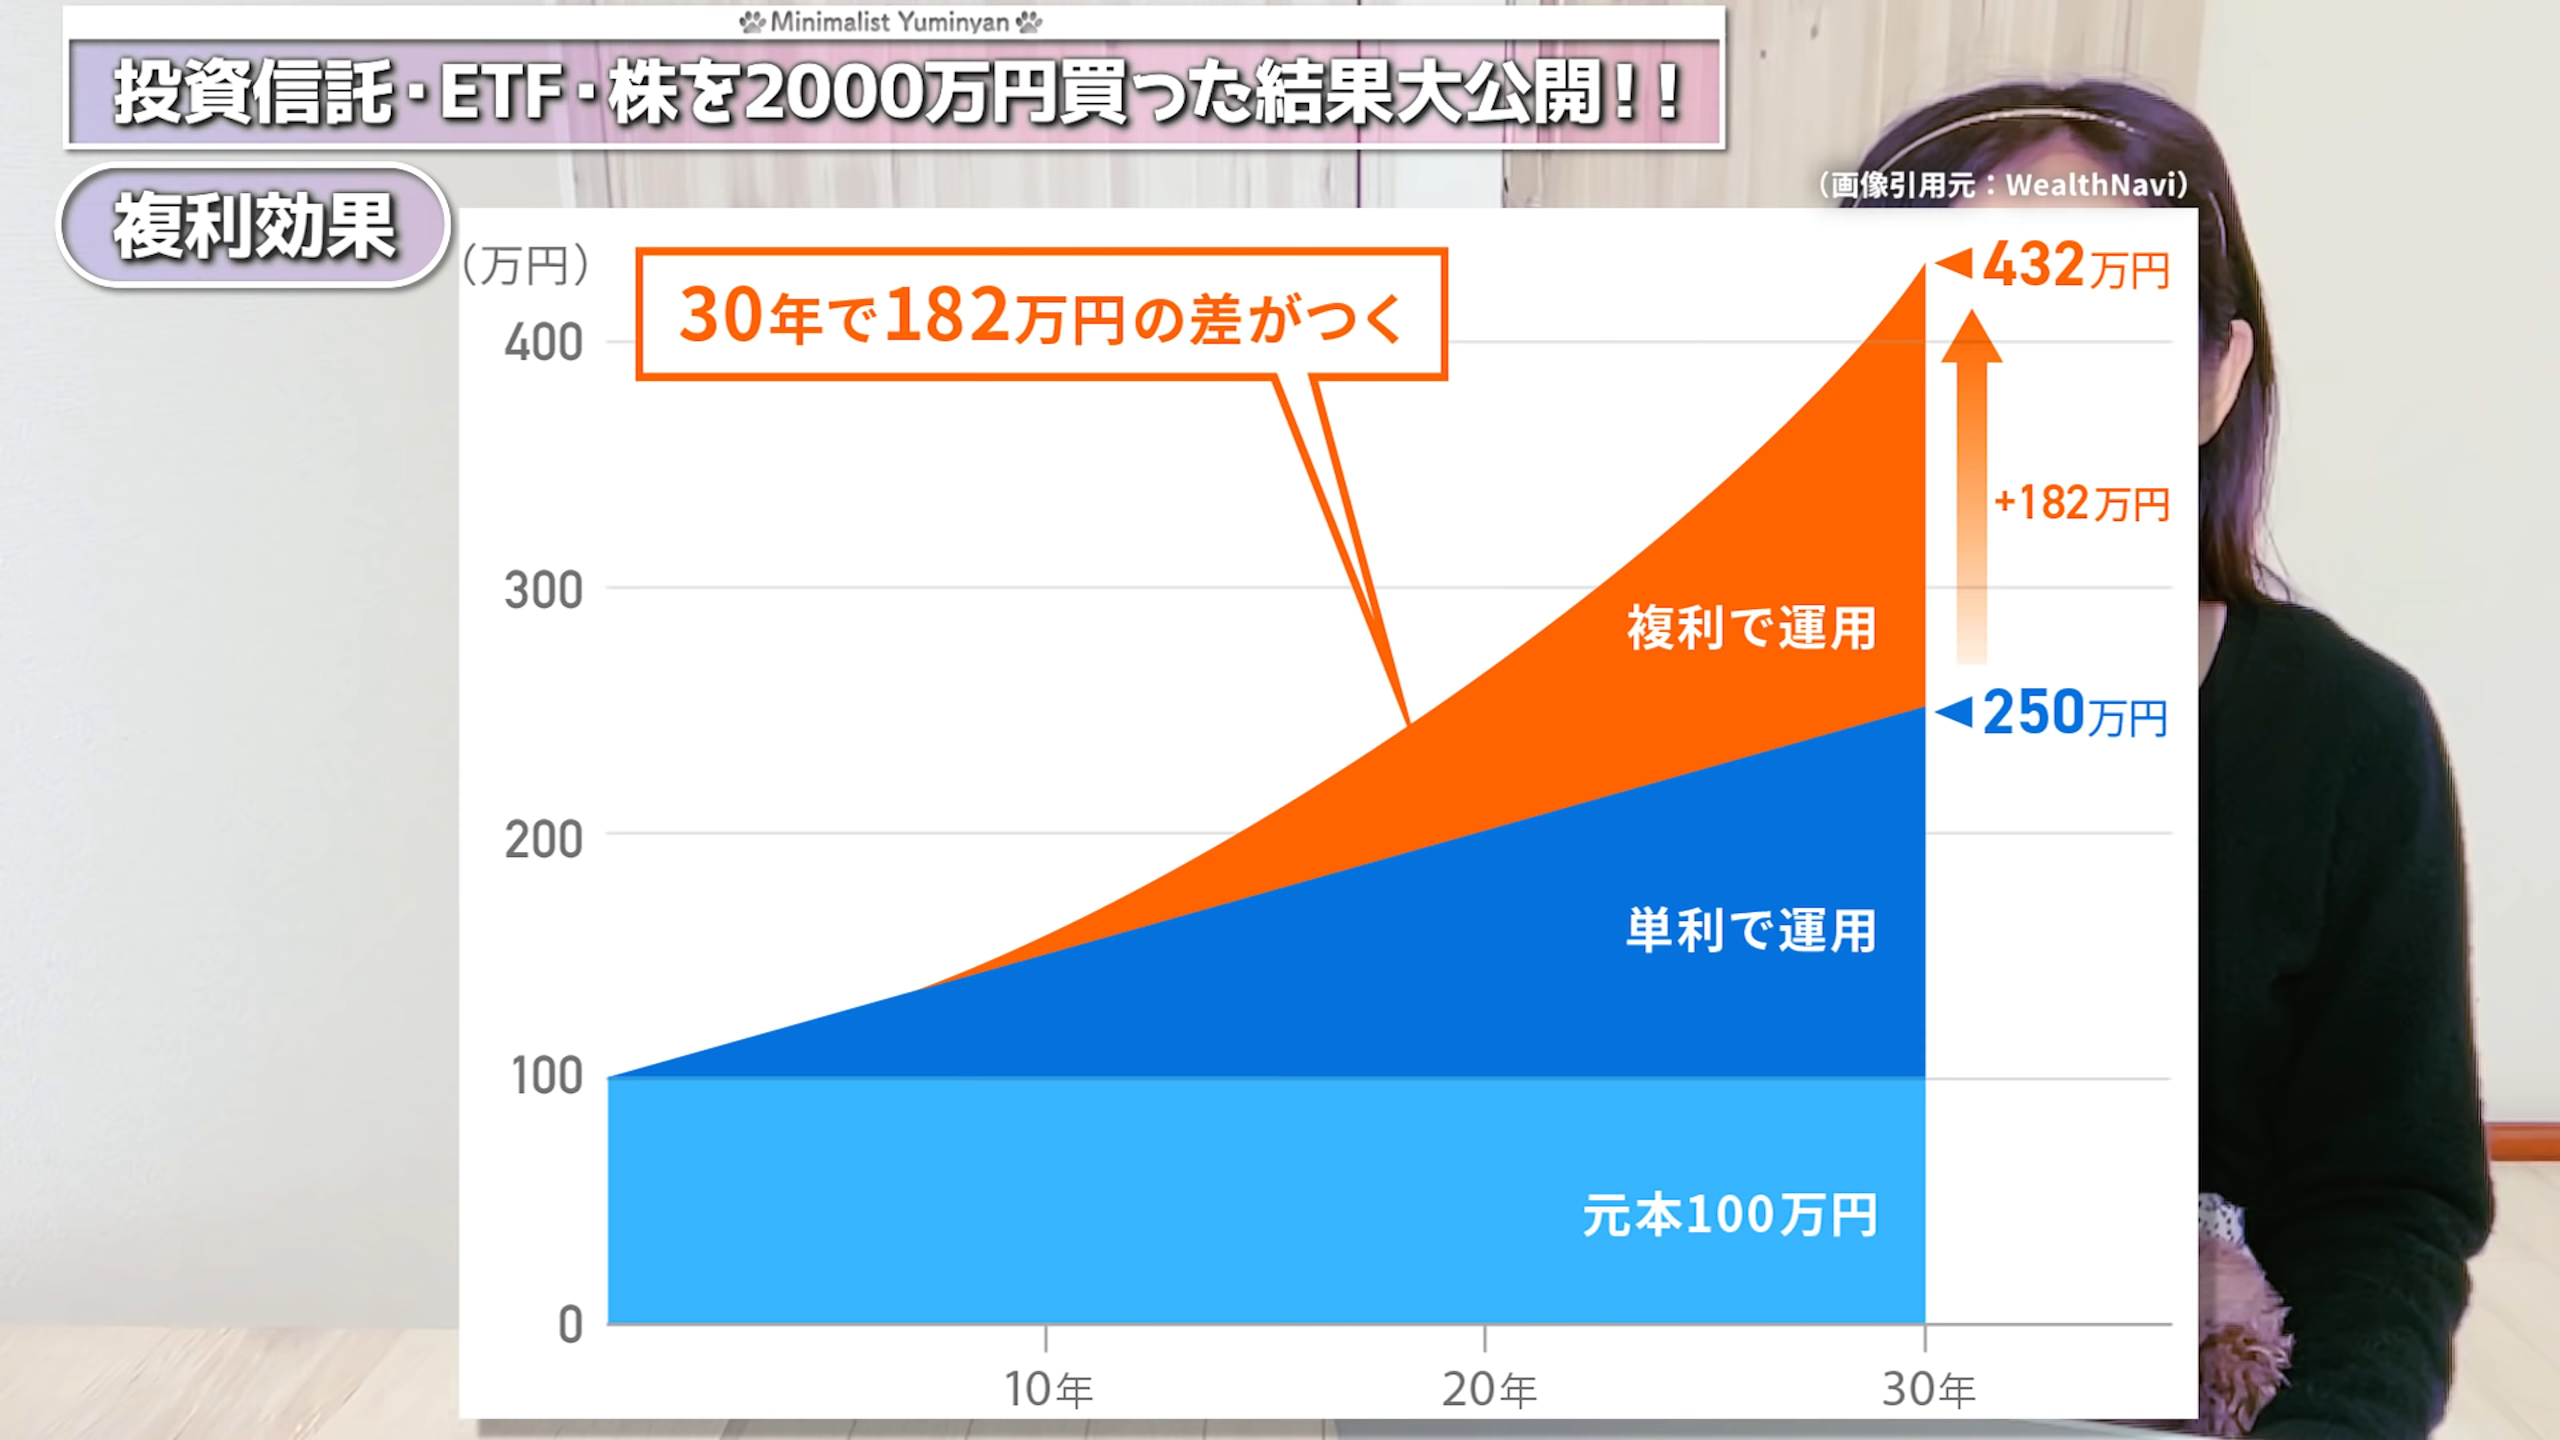 Minimalist Yuminyan
投資信託・ETF・株を2000万円買った結果大公開!!
複利効果
（画像引用元：WealthNavi）
（万円）
30年で182万円の差がつく
432万円
400
+182万円
300
複利で運用
250万円
200
単利で運用
100
元本100万円
0
10年 20年 30年